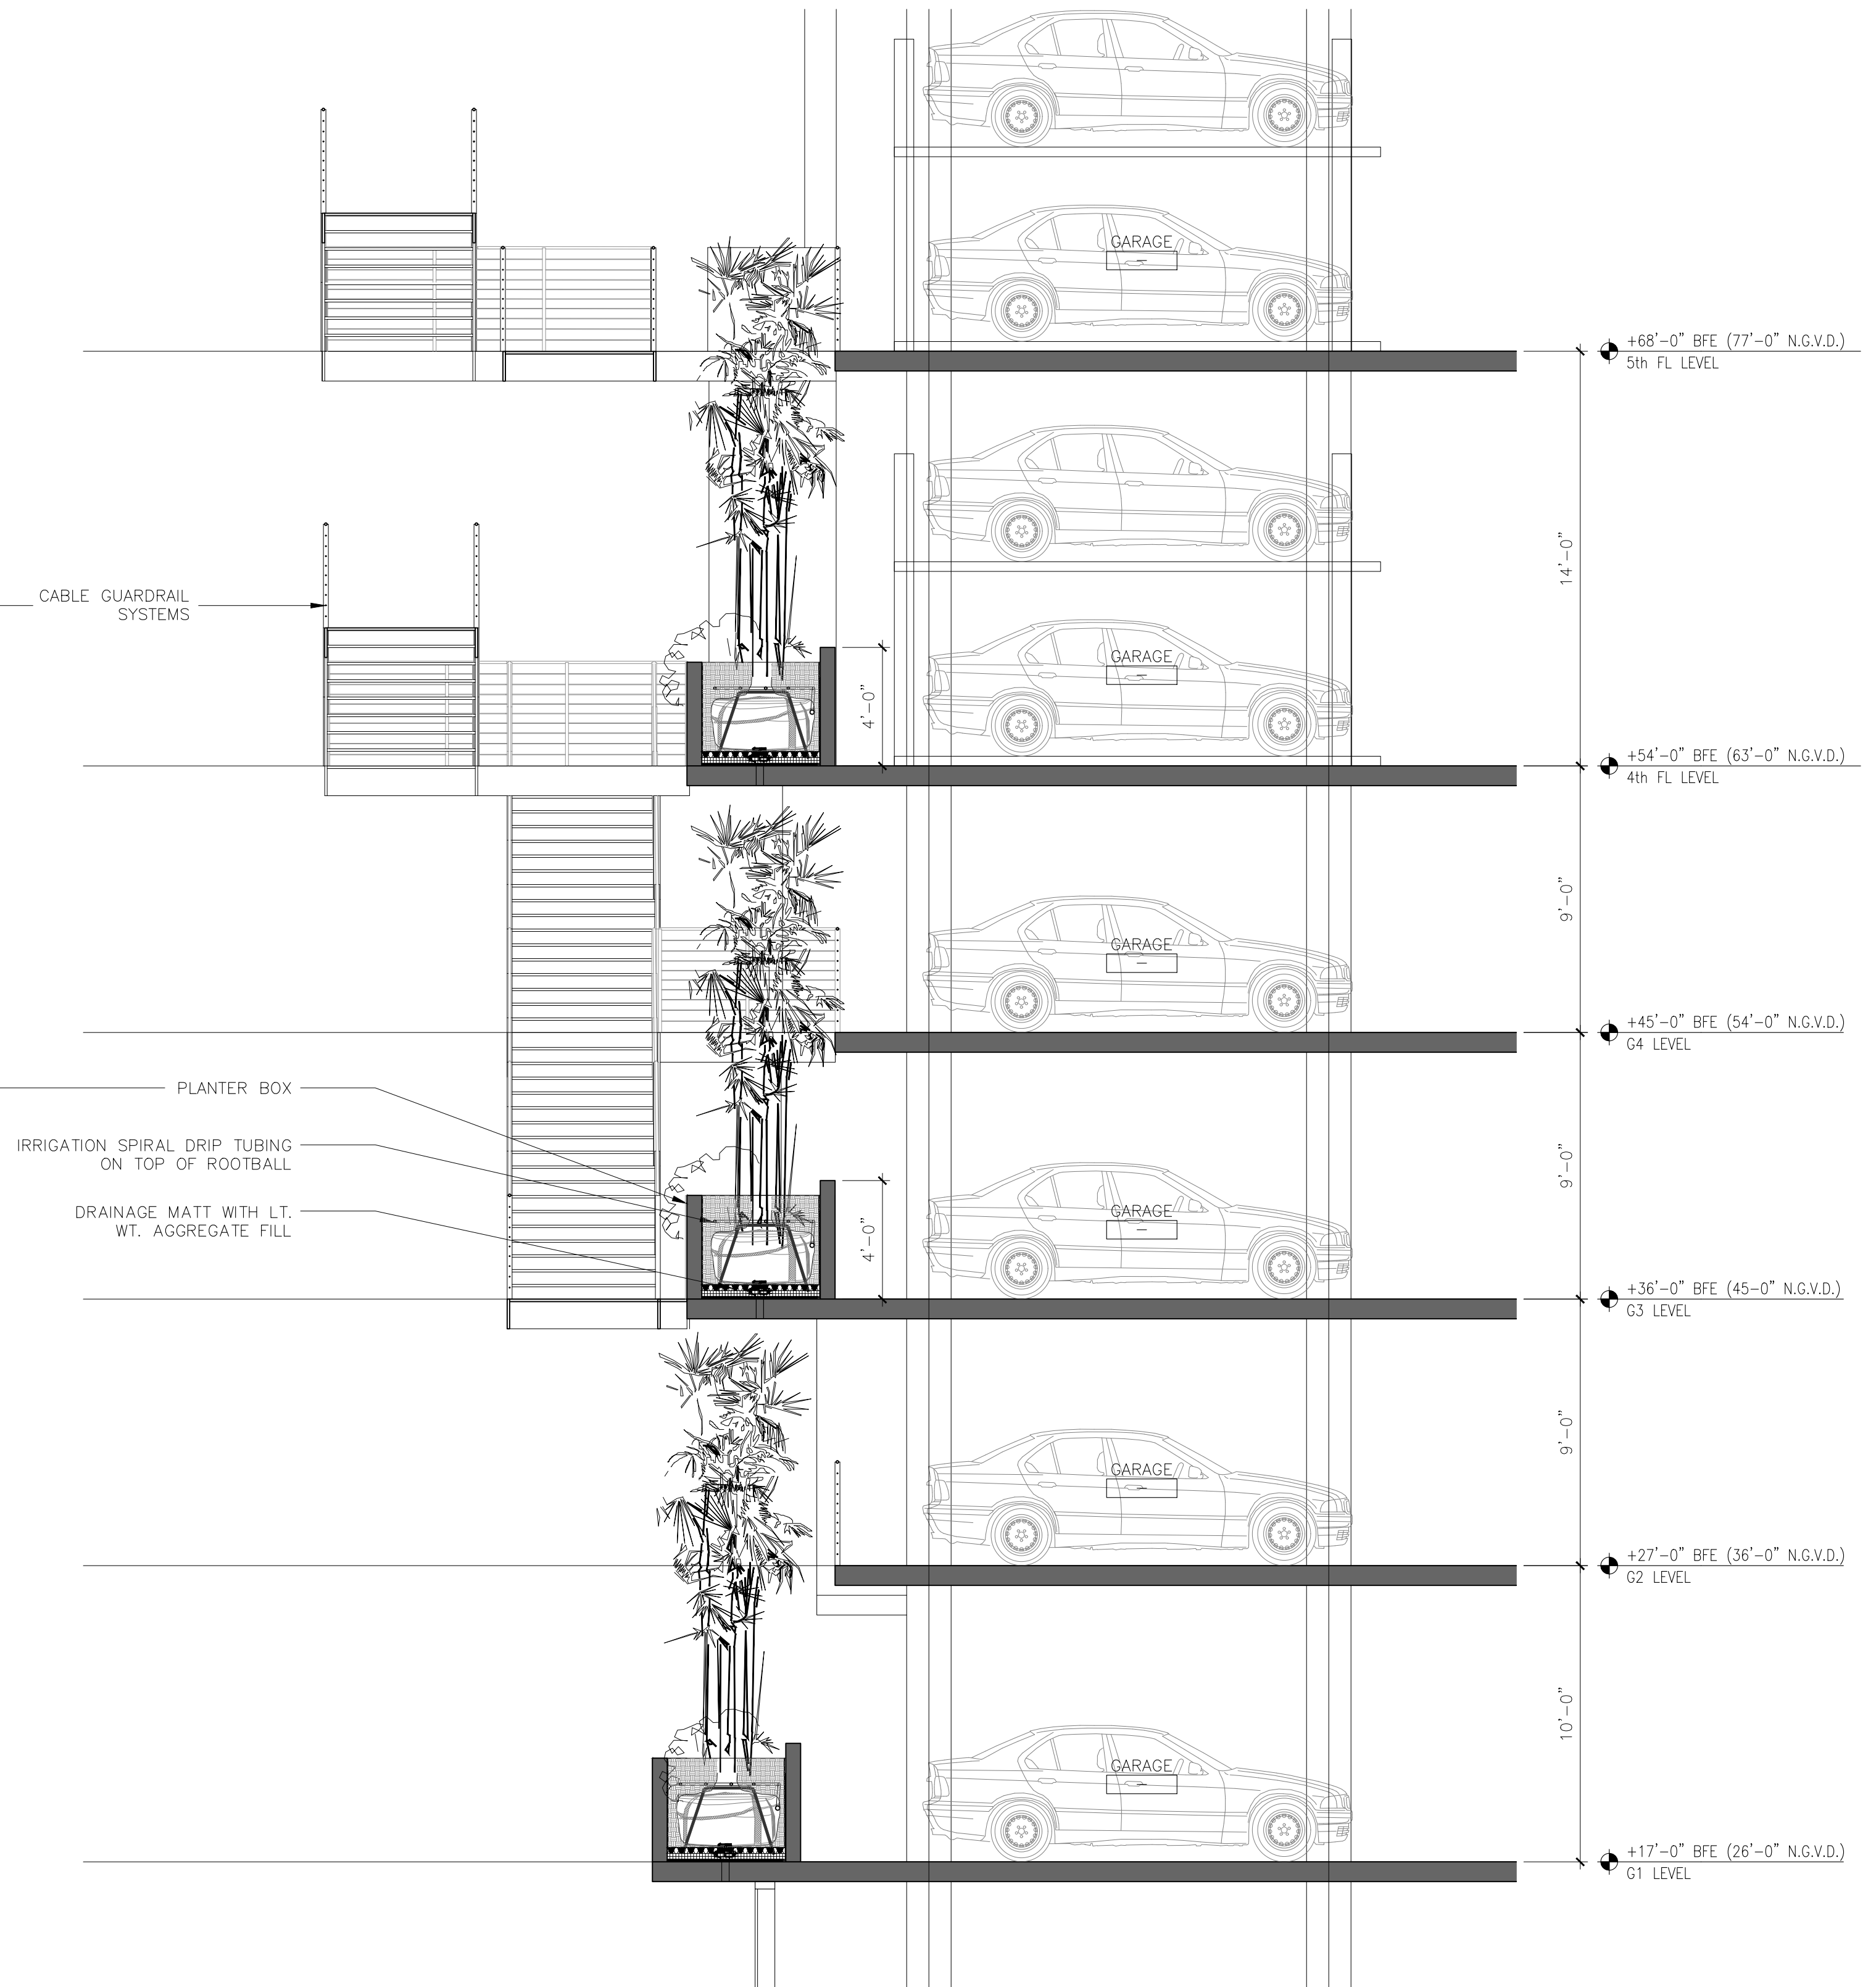 GARAGE
+68'-0" BFE (77'-0" N.G.V.D.)
5th FL LEVEL
14'-0"
CABLE GUARDRAIL
SYSTEMS
GARAGE
4'-0"
+54'-0" BFE (63'-0" N.G.V.D.)
4th FL LEVEL
9'-0"
GARAGE
+45'-0" BFE (54'-0" N.G.V.D.)
G4 LEVEL
PLANTER BOX
IRRIGATION SPIRAL DRIP TUBING
ON TOP OF ROOTBALL
DRAINAGE MATT WITH LT.
WT. AGGREGATE FILL
9'-0"
GARAGE
4'-0"
+36'-0" BFE (45-0" N.G.V.D.)
G3 LEVEL
9'-0"
GARAGE
+27'-0" BFE (36'-0" N.G.V.D.)
G2 LEVEL
10'-0"
GARAGE
+17'-0" BFE (26'-0" N.G.V.D.)
G1 LEVEL